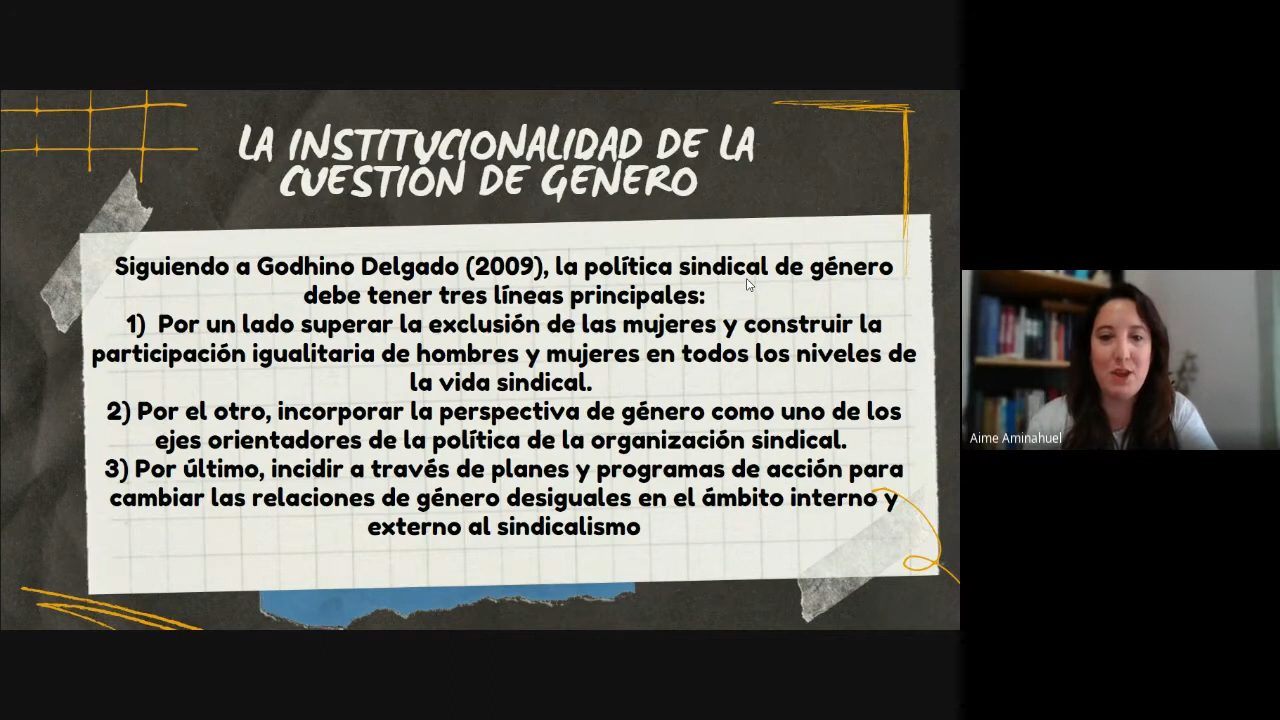 LA INSTITUCIONALIDAD DE LA
CUESTIÓN DE GÉNERO
Siguiendo a Godhino Delgado (2009), la política sindical de género
debe tener tres líneas principales:
1) Por un lado superar la exclusión de las mujeres y construir la
participación igualitaria de hombres y mujeres en todos los niveles de
la vida sindical.
2) Por el otro, incorporar la perspectiva de género como uno de los
ejes orientadores de la política de la organización sindical.
3) Por último, incidir a través de planes y programas de acción para
cambiar las relaciones de género desiguales en el ámbito interno y
externo al sindicalismo
Aime Aminahuel